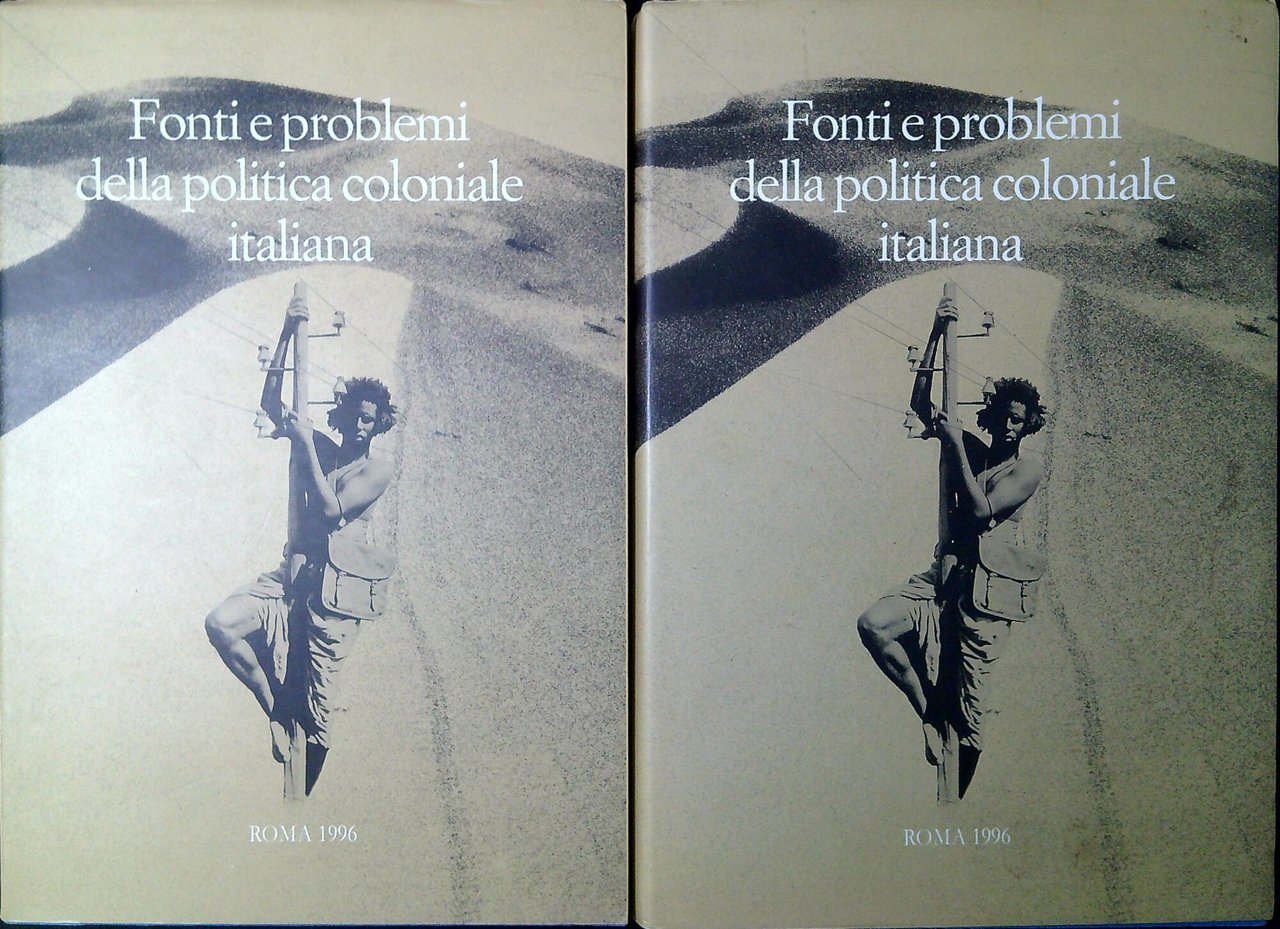 Fonti e problemi
della politica coloniale
italiana
ROMA 1996
Fonti e problemi
della politica coloniale
italiana
ROMA 1996